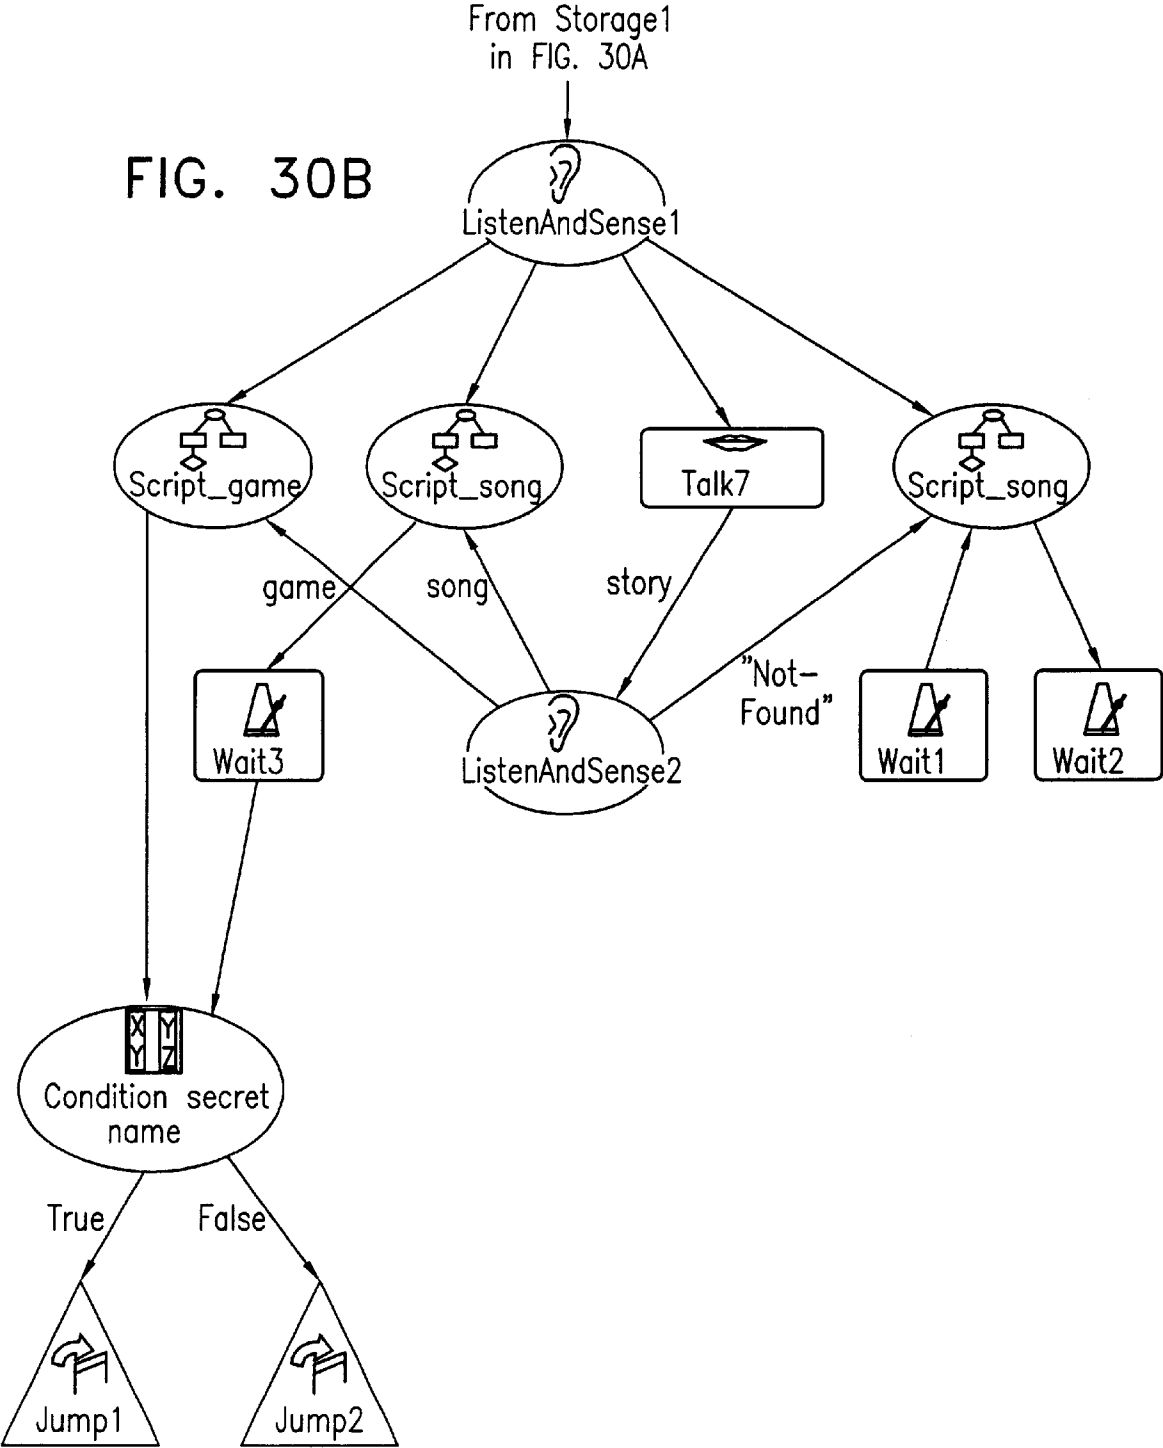 From Storage1
in FIG. 30A
FIG. 30B
ListenAndSense1
Script_game
Script_song
Talk7
Script_song
game
song
story
"Not-
Found"
Wait3
ListenAndSense2
Wait1
Wait2
X Y
Y Z
Condition secret
name
True
False
Jump1
Jump2